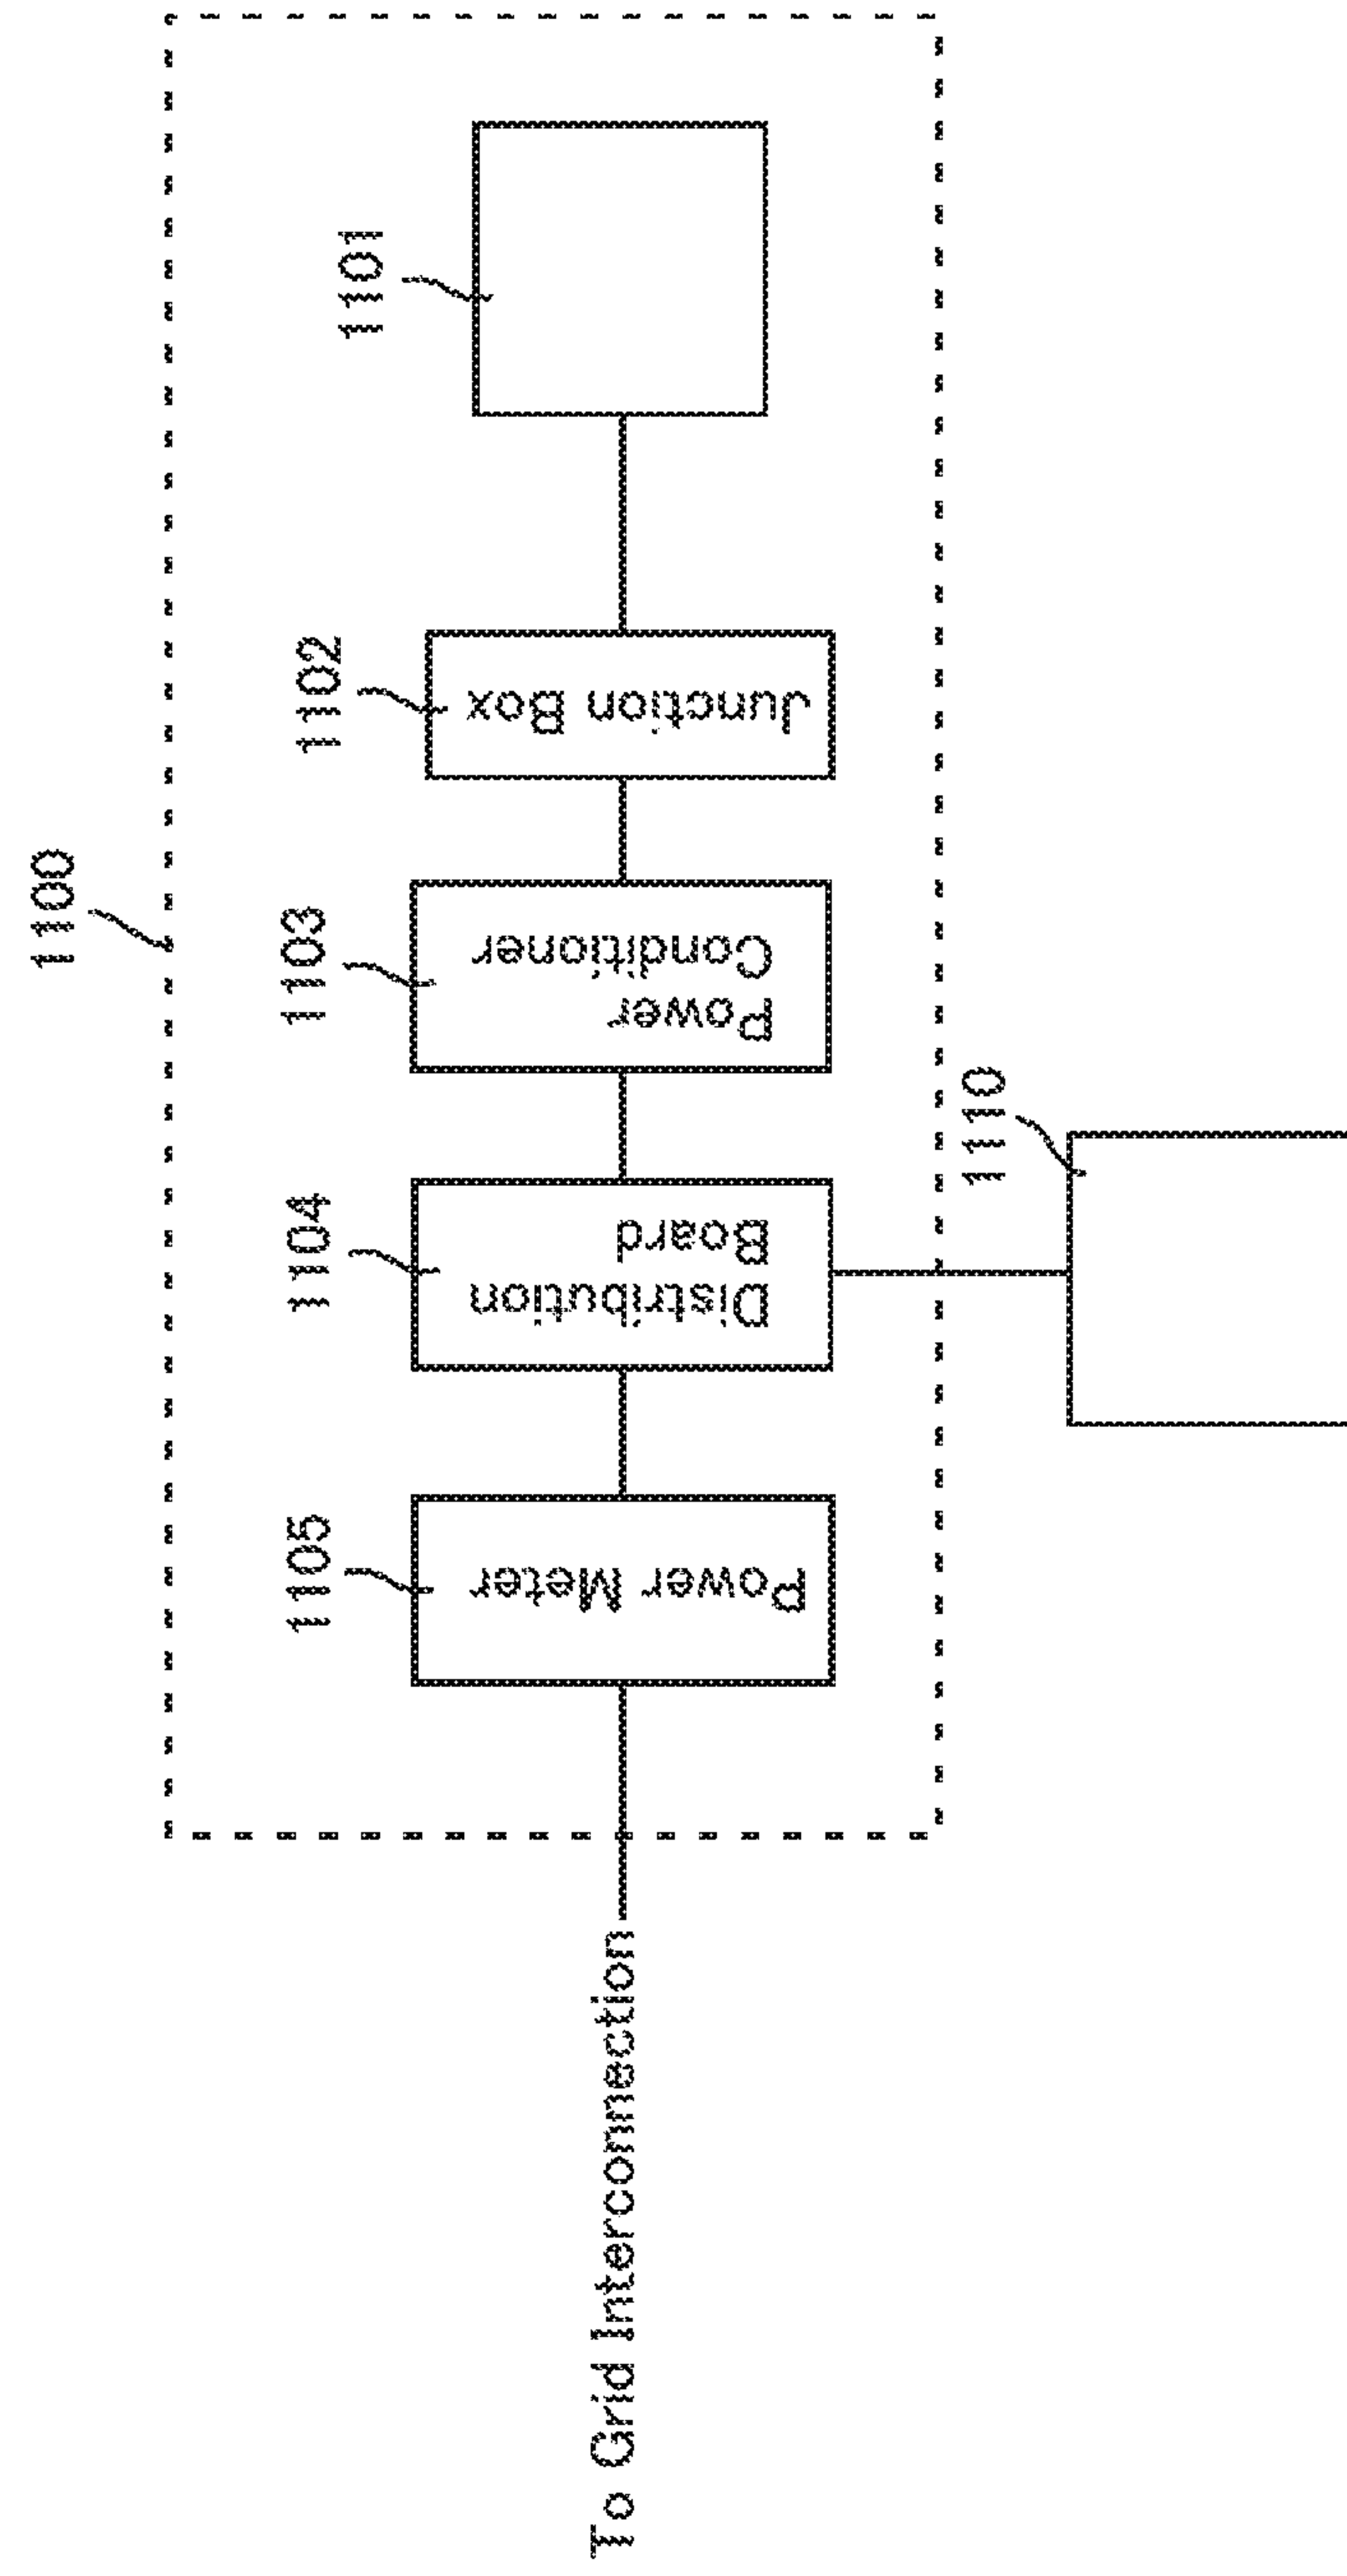 1100
1101
1102
Junction Box
1103
Power
Conditioner
1104
Distribution
Board
1105
Power Meter
1110
To Grid Interconnection